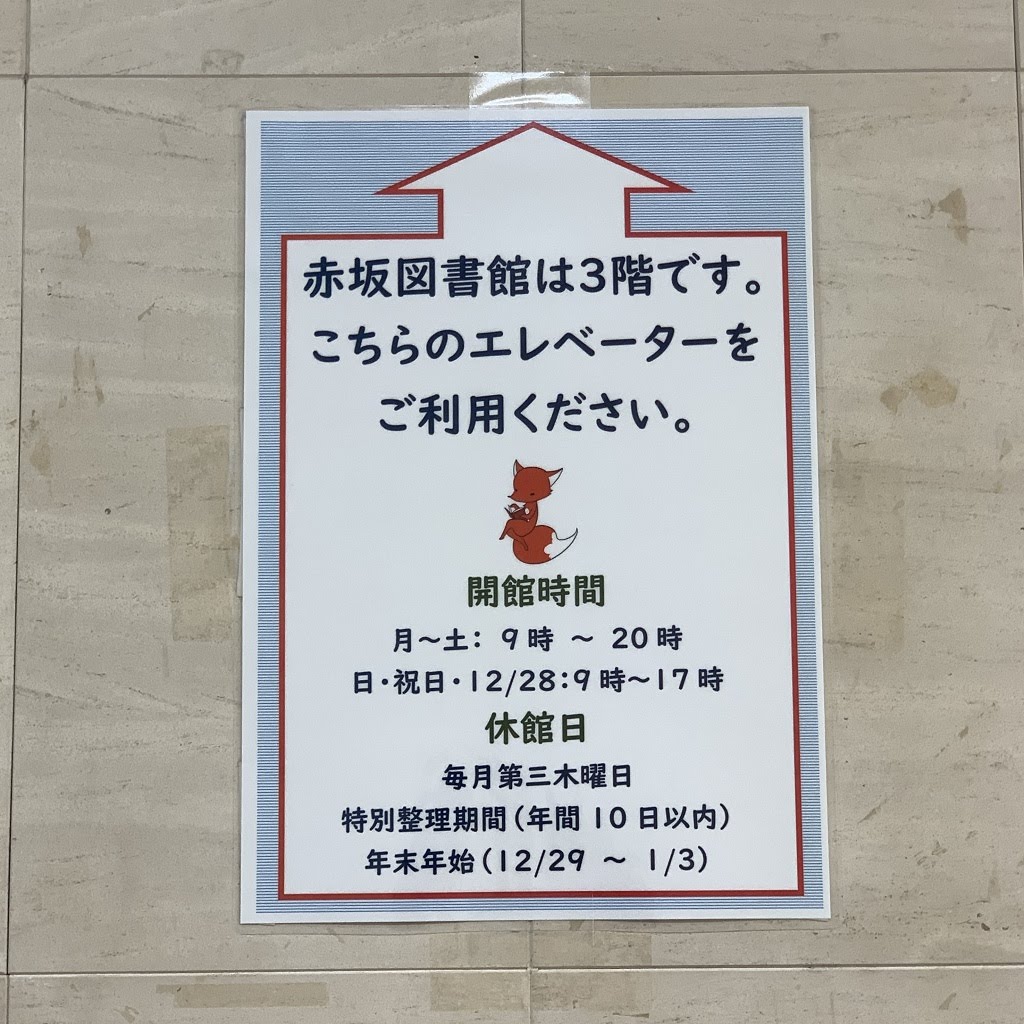 赤坂図書館は3階です。
こちらのエレベーターを
ご利用ください。
開館時間
月～土： 9時 ～ 20時
日・祝日・12/28：9時～17時
休館日
毎月第三木曜日
特別整理期間（年間10日以内）
年末年始（12/29 ～ 1/3）